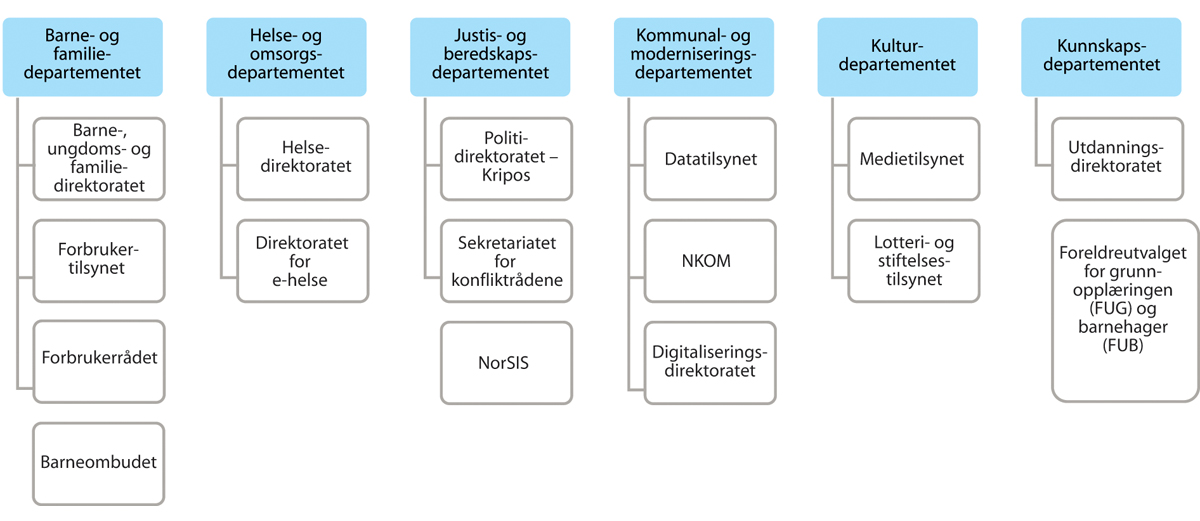 Barne- og
familie-
departementet
Barne-,
ungdoms- og
familie-
direktoratet
Forbruker-
tilsynet
Forbrukerrådet
Barneombudet
Helse- og
omsorgs-
departementet
Helse-
direktoratet
Direktoratet
for
e-helse
Justis- og
beredskaps-
departementet
Politi-
direktoratet –
Kripos
Sekretariatet
for
konfliktrådene
NorSIS
Kommunal- og
moderniserings-
departementet
Datatilsynet
NKOM
Digitaliserings-
direktoratet
Kultur-
departementet
Medietilsynet
Lotteri- og
stiftelses-
tilsynet
Kunnskaps-
departementet
Utdannings-
direktoratet
Foreldreutvalget
for grunn-
opplæringen
(FUG) og
barnehager
(FUB)